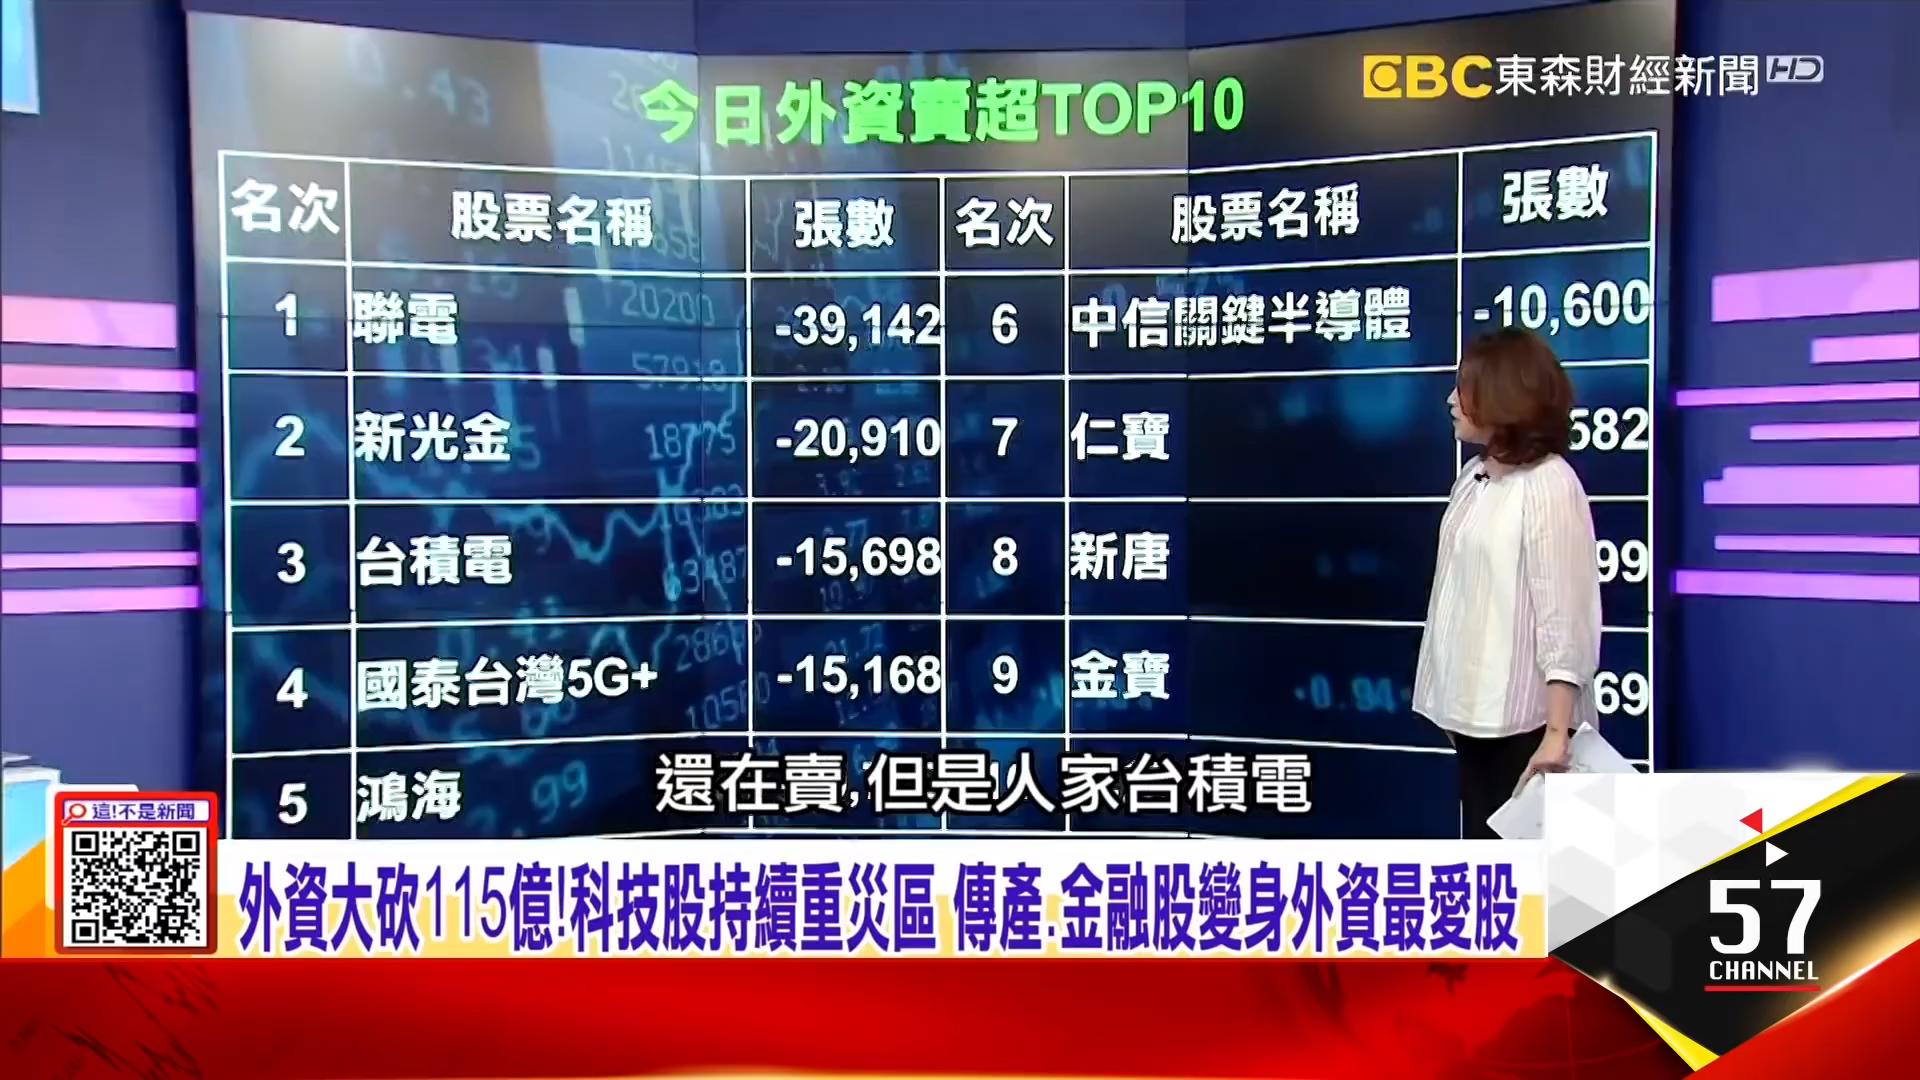 EBC 東森財經新聞 HD
今日外資賣超TOP10
名次 股票名稱 張數 名次 股票名稱 張數
1 聯電 -39,142 6 中信關鍵半導體 -10,600
2 新光金 -20,910 7 仁寶 582
3 台積電 -15,698 8 新唐 99
4 國泰台灣5G+ -15,168 9 金寶 69
5 鴻海
還在賣 但是人家台積電
這!不是新聞
外資大砍115億!科技股持續重災區 傳產.金融股變身外資最愛股
57
CHANNEL